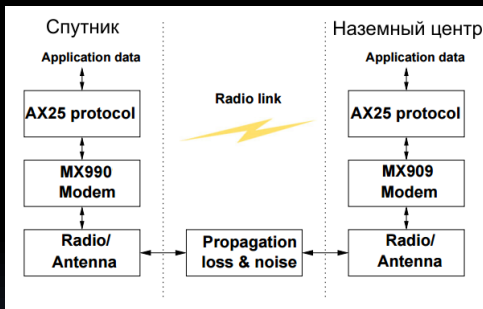 Спутник
Наземный центр
Application data
Application data
Radio link
AX25 protocol
AX25 protocol
MX990
Modem
MX909
Modem
Radio/
Antenna
Propagation
loss & noise
Radio/
Antenna